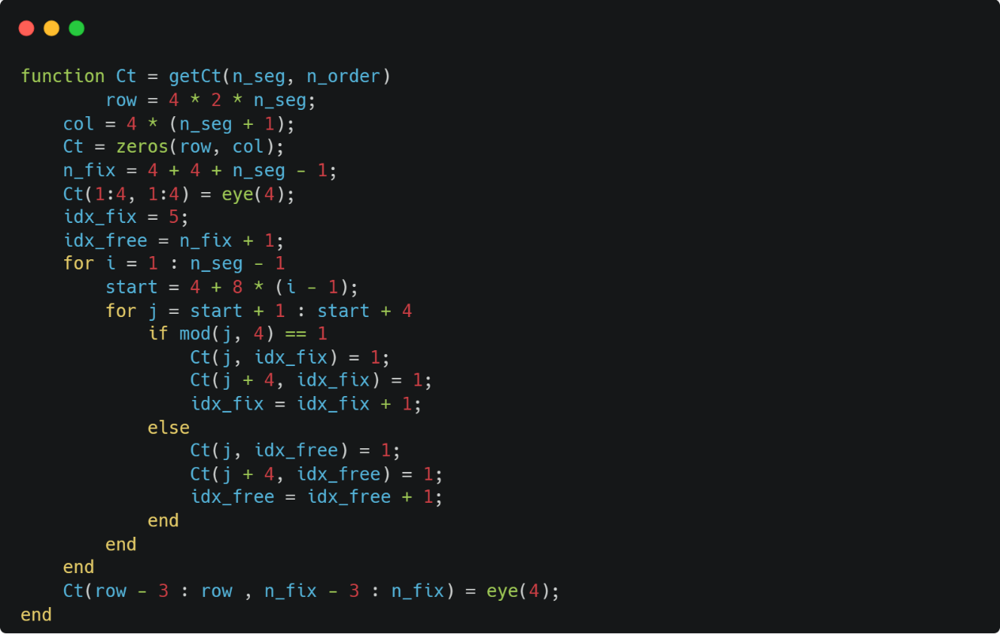 function Ct = getCt(n_seg, n_order)
        row = 4 * 2 * n_seg;
    col = 4 * (n_seg + 1);
    Ct = zeros(row, col);
    n_fix = 4 + 4 + n_seg - 1;
    Ct(1:4, 1:4) = eye(4);
    idx_fix = 5;
    idx_free = n_fix + 1;
    for i = 1 : n_seg - 1
        start = 4 + 8 * (i - 1);
        for j = start + 1 : start + 4
            if mod(j, 4) == 1
                Ct(j, idx_fix) = 1;
                Ct(j + 4, idx_fix) = 1;
                idx_fix = idx_fix + 1;
            else
                Ct(j, idx_free) = 1;
                Ct(j + 4, idx_free) = 1;
                idx_free = idx_free + 1;
            end
        end
    end
    Ct(row - 3 : row , n_fix - 3 : n_fix) = eye(4);
end